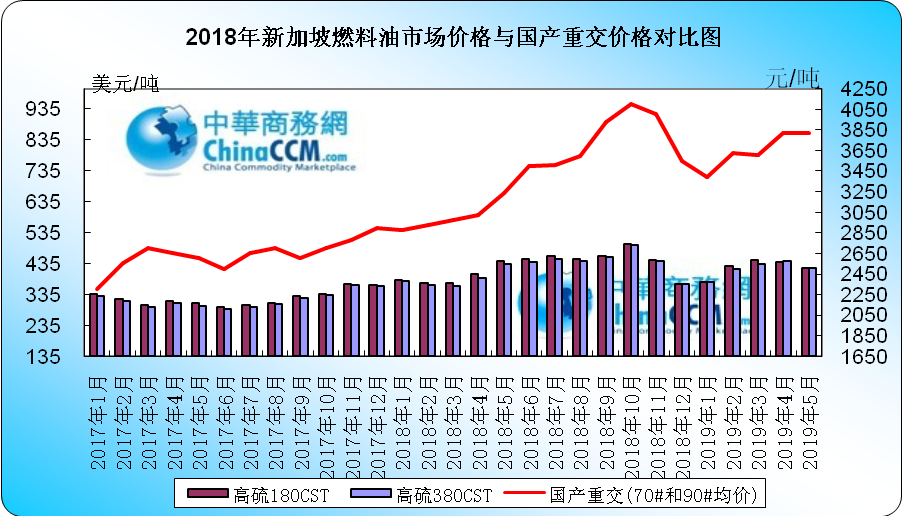 2018年新加坡燃料油市场价格与国产重交价格对比图
美元/吨
元/吨
中華商務網
ChinaCCM.com
China Commodity Marketplace
935
835
735
635
535
435
335
235
135
4250
4050
3850
3650
3450
3250
3050
2850
2650
2450
2250
2050
1850
1650
2017年1月
2017年2月
2017年3月
2017年4月
2017年5月
2017年6月
2017年7月
2017年8月
2017年9月
2017年10月
2017年11月
2017年12月
2018年1月
2018年2月
2018年3月
2018年4月
2018年5月
2018年6月
2018年7月
2018年8月
2018年9月
2018年10月
2018年11月
2018年12月
2019年1月
2019年2月
2019年3月
2019年4月
2019年5月
高硫180CST
高硫380CST
国产重交(70#和90#均价)